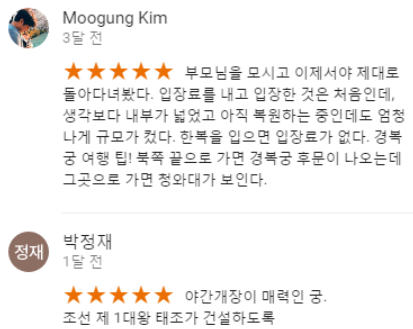 Moogung Kim
3달 전
★★★★★ 부모님을 모시고 이제서야 제대로
돌아다녀봤다. 입장료를 내고 입장한 것은 처음인데,
생각보다 내부가 넓었고 아직 복원하는 중인데도 엄청
나게 규모가 컸다. 한복을 입으면 입장료가 없다. 경복
궁 여행 팁! 북쪽 끝으로 가면 경복궁 후문이 나오는데
그곳으로 가면 청와대가 보인다.
정재
박정재
1달 전
★★★★★ 야간개장이 매력인 궁.
조선 제 1대왕 태조가 건설하도록